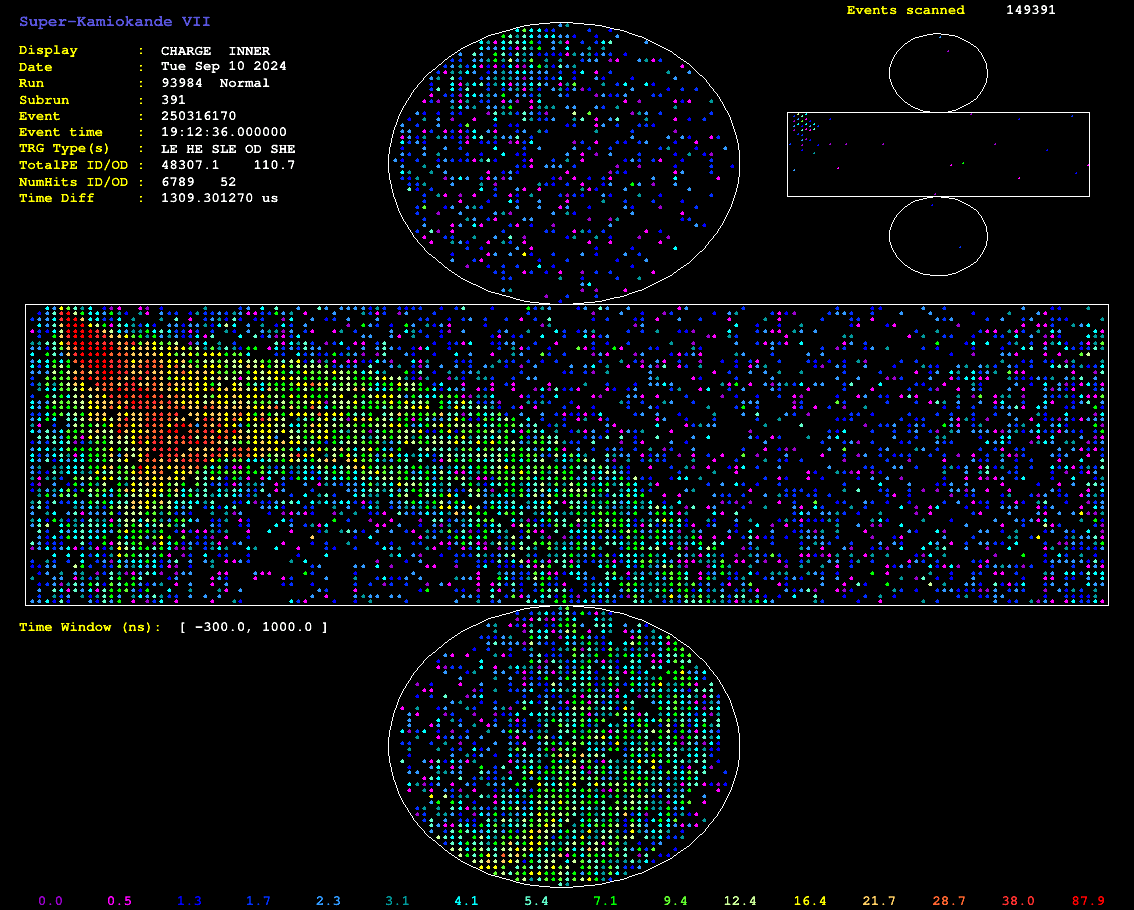 Super-Kamiokande VII
Events scanned 149391
Display : CHARGE INNER
Date : Tue Sep 10 2024
Run : 93984 Normal
Subrun : 391
Event : 250316170
Event time : 19:12:36.000000
TRG Type(s) : LE HE SLE OD SHE
TotalPE ID/OD : 48307.1 110.7
NumHits ID/OD : 6789 52
Time Diff : 1309.301270 us
Time Window (ns): [ -300.0, 1000.0 ]
0.0 0.5 1.3 1.7 2.3 3.1 4.1 5.4 7.1 9.4 12.4 16.4 21.7 28.7 38.0 87.9